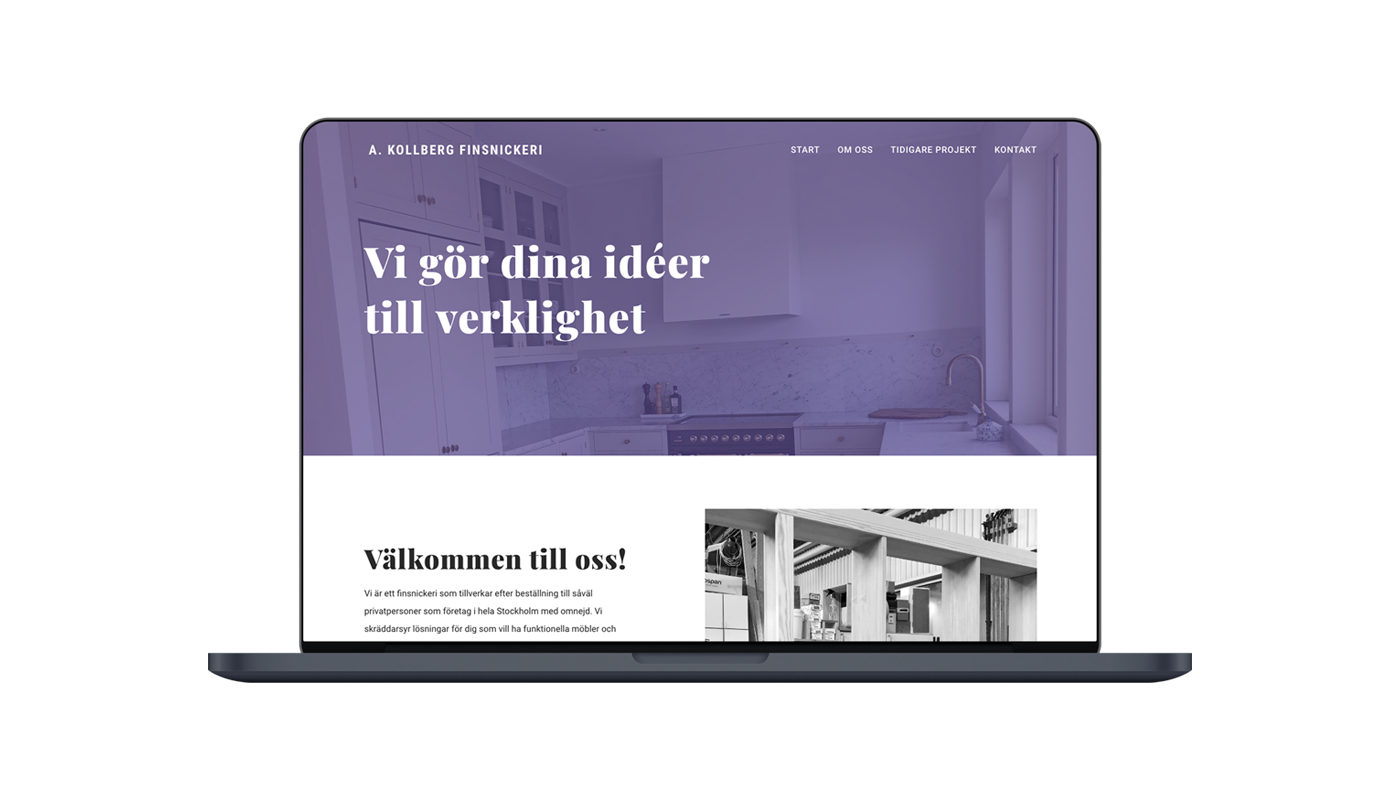 A. KOLLBERG FINSNICKERI
START OM OSS TIDIGARE PROJEKT KONTAKT
Vi gör dina idéer
till verklighet
Välkommen till oss!
Vi är ett finsnickeri som tillverkar efter beställning till såväl
privatpersoner som företag i hela Stockholm med omnejd. Vi
skräddarsyr lösningar för dig som vill ha funktionella möbler och